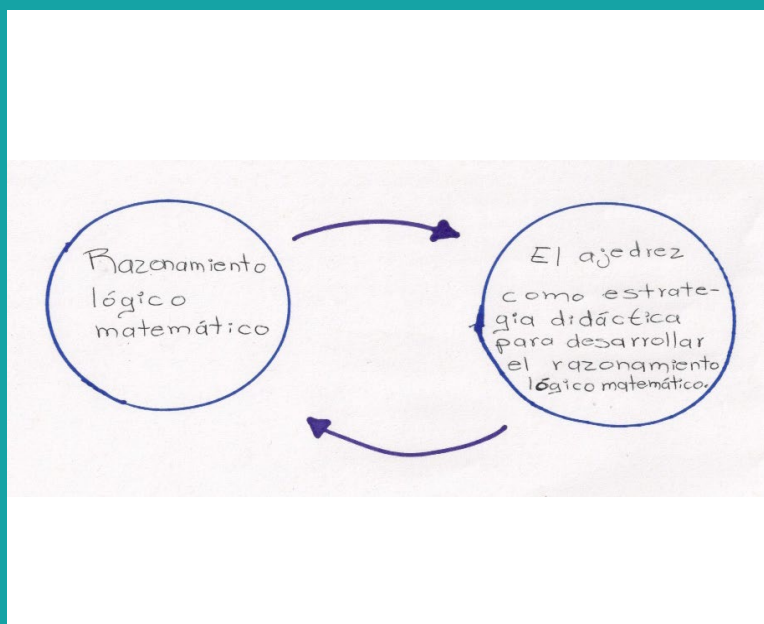 Razonamiento
lógico
matemático
El ajedrez
como estrate-
gia didáctica
para desarrollar
el razonamiento
lógico matemático.